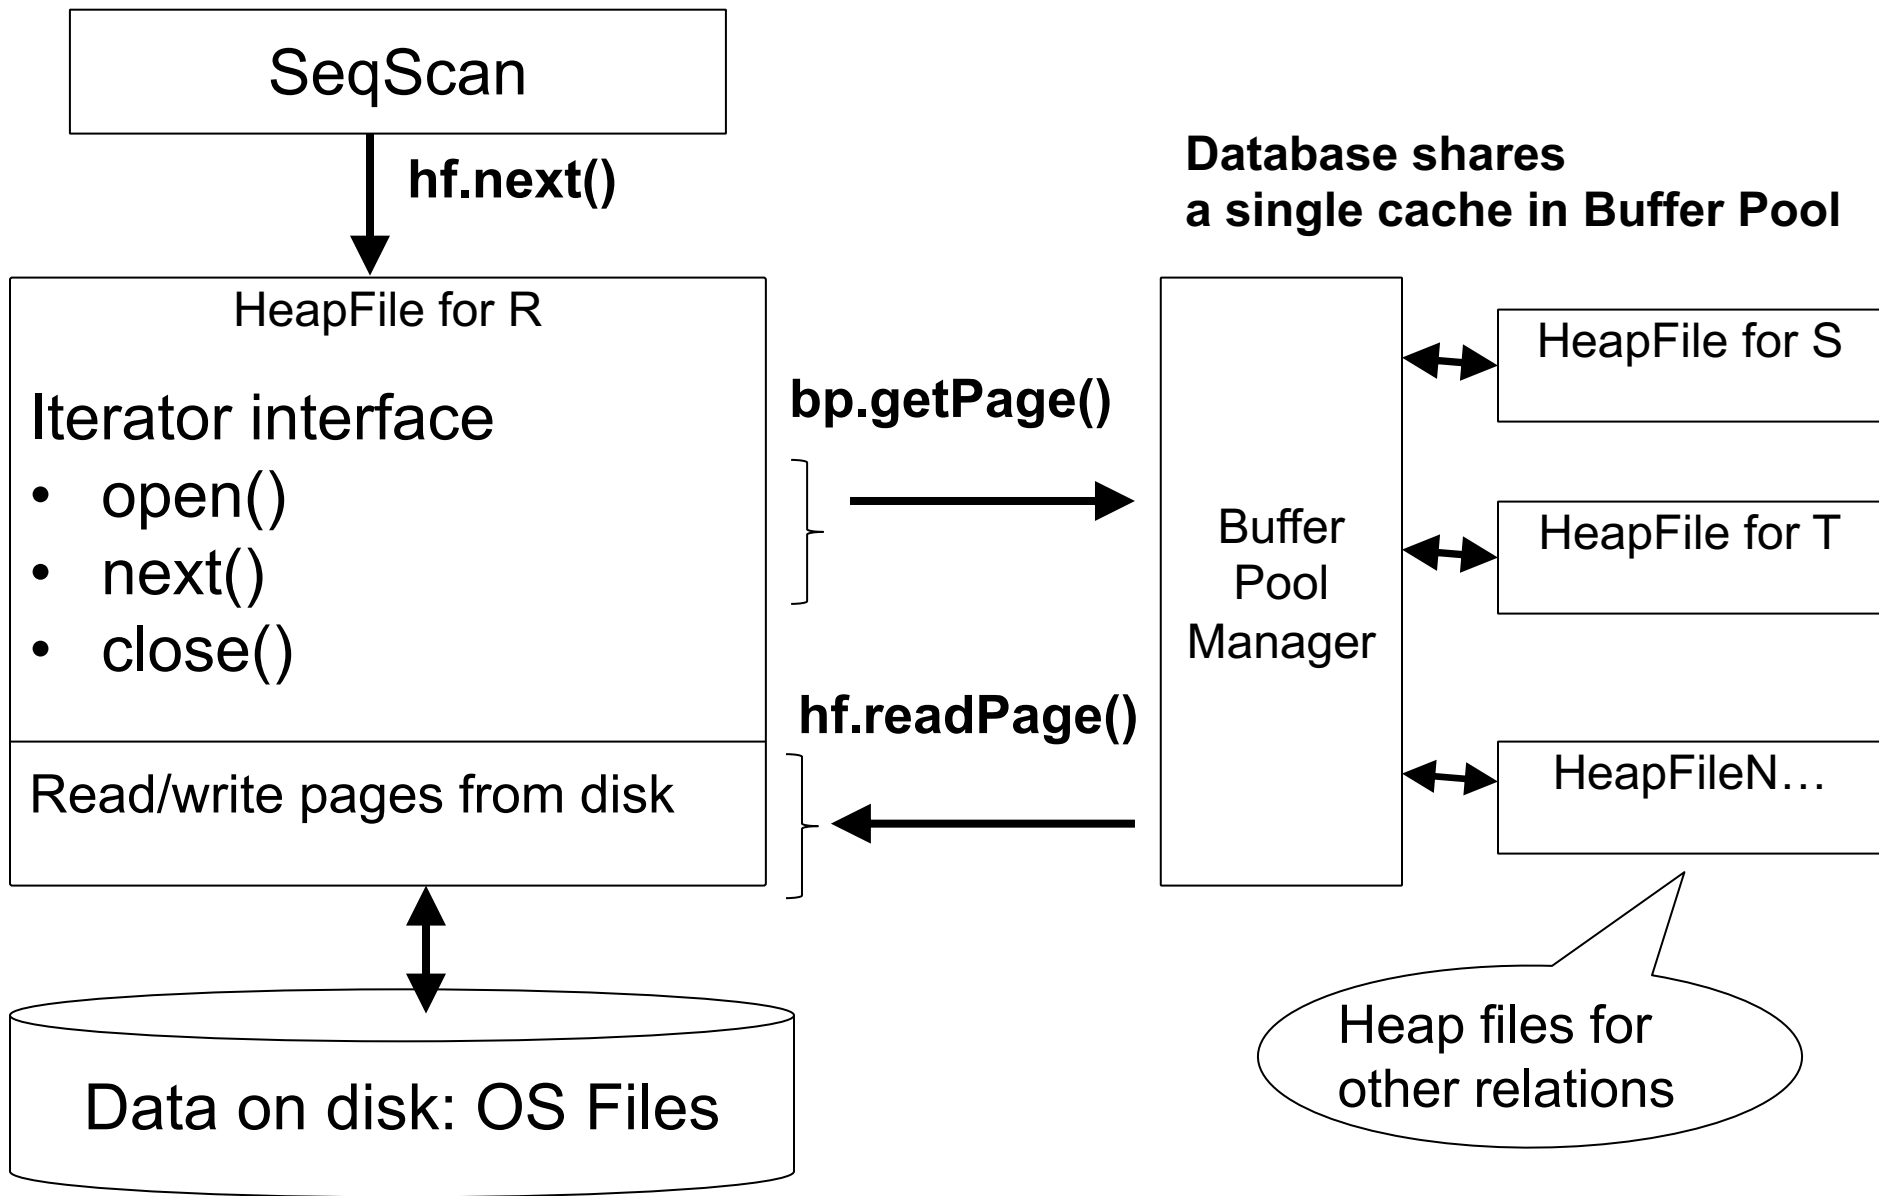 SeqScan
hf.next()
Database shares
a single cache in Buffer Pool
HeapFile for R
Iterator interface
• open()
• next()
• close()
bp.getPage()
hf.readPage()
Read/write pages from disk
Buffer
Pool
Manager
HeapFile for S
HeapFile for T
HeapFileN…
Data on disk: OS Files
Heap files for
other relations